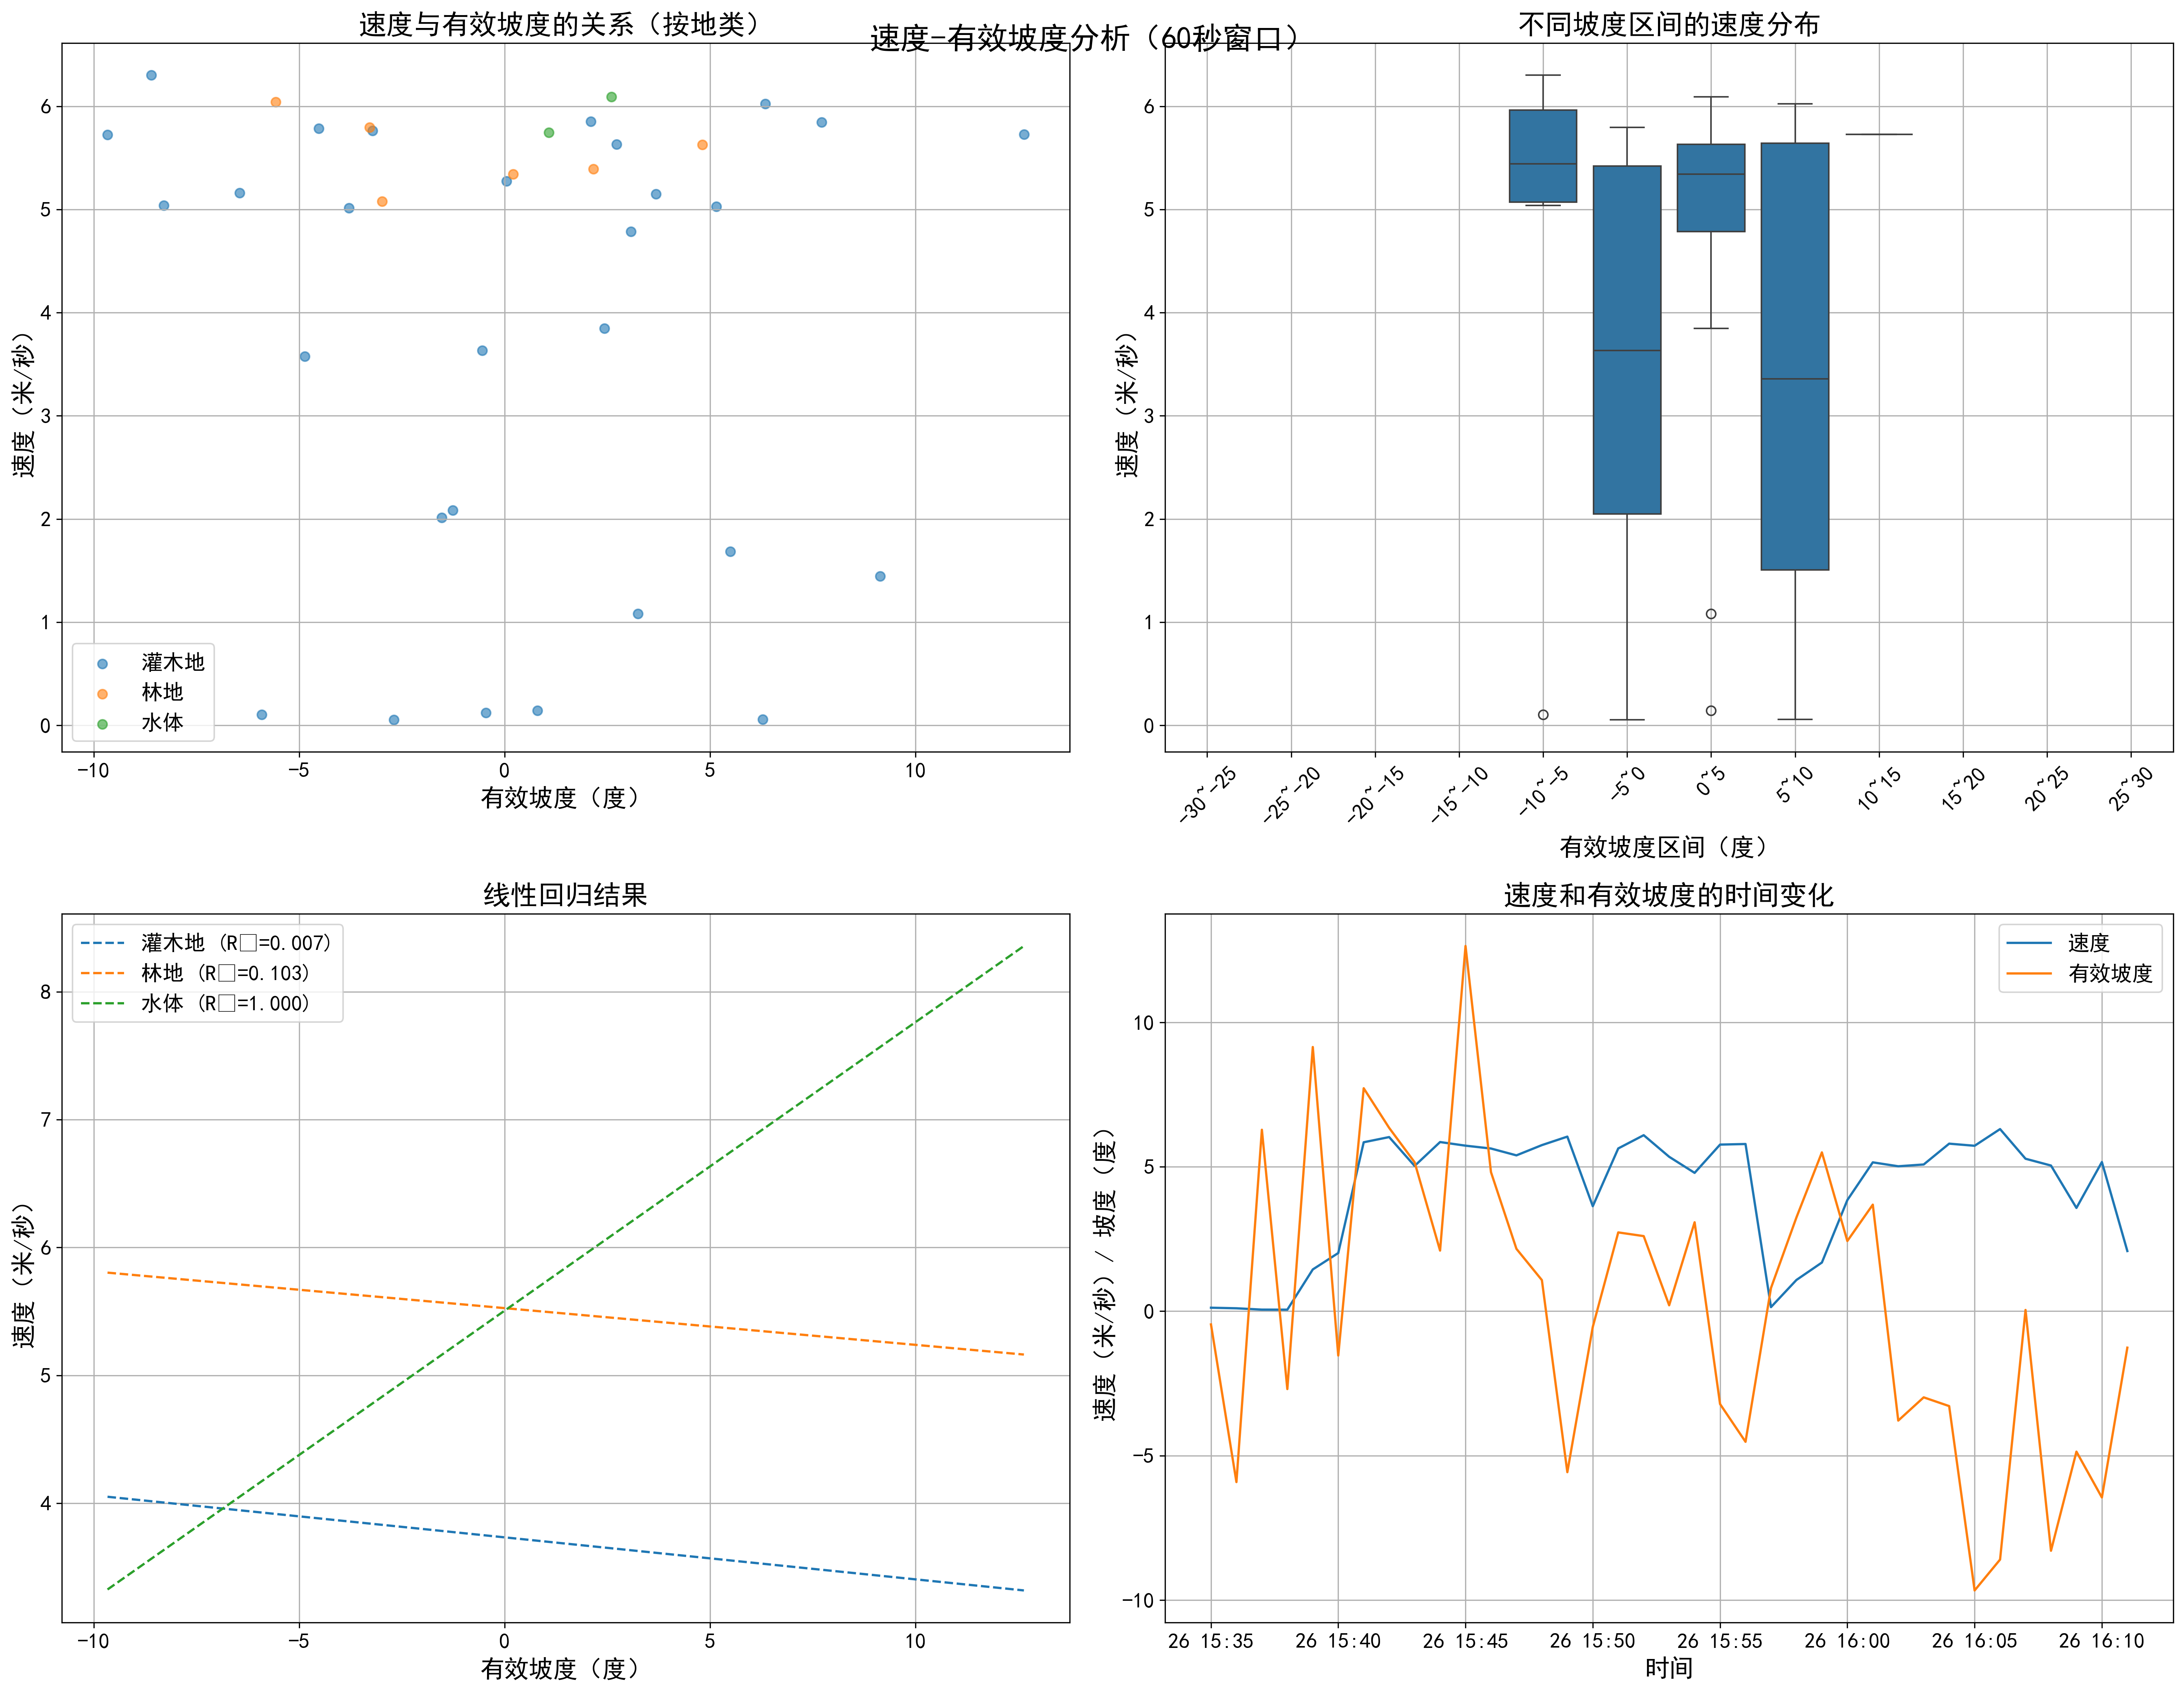 速度-有效坡度分析（60秒窗口）
速度与有效坡度的关系（按地类）
速度（米/秒）
6
5
4
3
2
1
0
灌木地
林地
水体
-10
-5
0
5
10
有效坡度（度）
不同坡度区间的速度分布
速度（米/秒）
6
5
4
3
2
1
0
-30~-25
-25~-20
-20~-15
-15~-10
-10~-5
-5~0
0~5
5~10
10~15
15~20
20~25
25~30
有效坡度区间（度）
线性回归结果
灌木地 (R□=0.007)
林地 (R□=0.103)
水体 (R□=1.000)
速度（米/秒）
8
7
6
5
4
-10
-5
0
5
10
有效坡度（度）
速度和有效坡度的时间变化
速度
有效坡度
速度（米/秒）/ 坡度（度）
10
5
0
-5
-10
26 15:35
26 15:40
26 15:45
26 15:50
26 15:55
26 16:00
26 16:05
26 16:10
时间